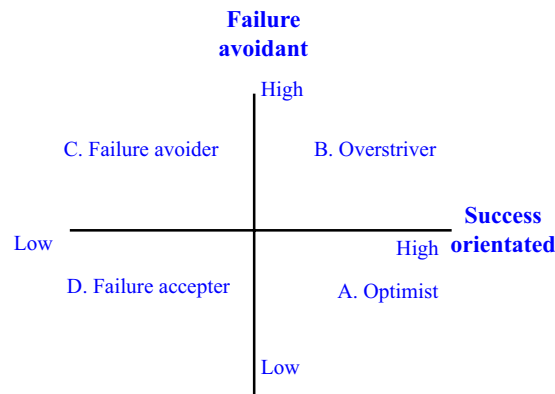 Failure
avoidant
High
C. Failure avoider
B. Overstriver
Success
orientated
Low
High
D. Failure accepter
A. Optimist
Low